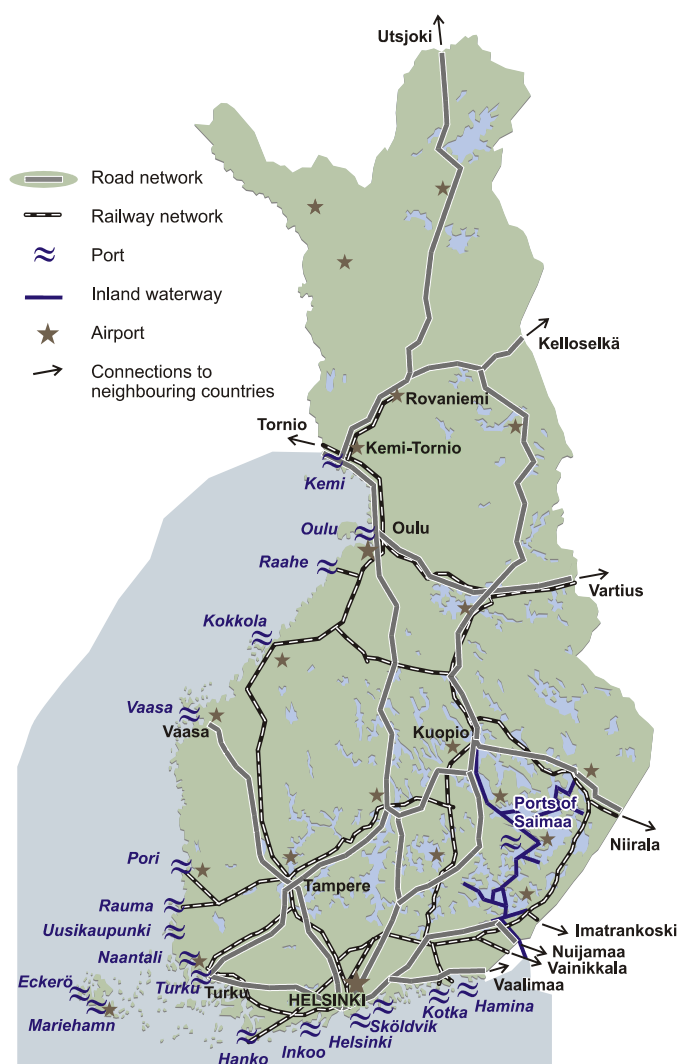 Utsjoki
Road network
Railway network
Port
Inland waterway
Airport
Connections to
neighbouring countries
Kelloselkä
Rovaniemi
Tornio
Kemi-Tornio
Kemi
Oulu
Oulu
Raahe
Vartius
Kokkola
Vaasa
Vaasa
Kuopio
Ports of
Saimaa
Niirala
Pori
Tampere
Rauma
Imatrankoski
Uusikaupunki
Nuijamaa
Naantali
Vainikkala
Turku
Turku
Vaalimaa
Eckerö
HELSINKI
Hamina
Mariehamn
Kotka
Sköldvik
Helsinki
Inkoo
Hanko